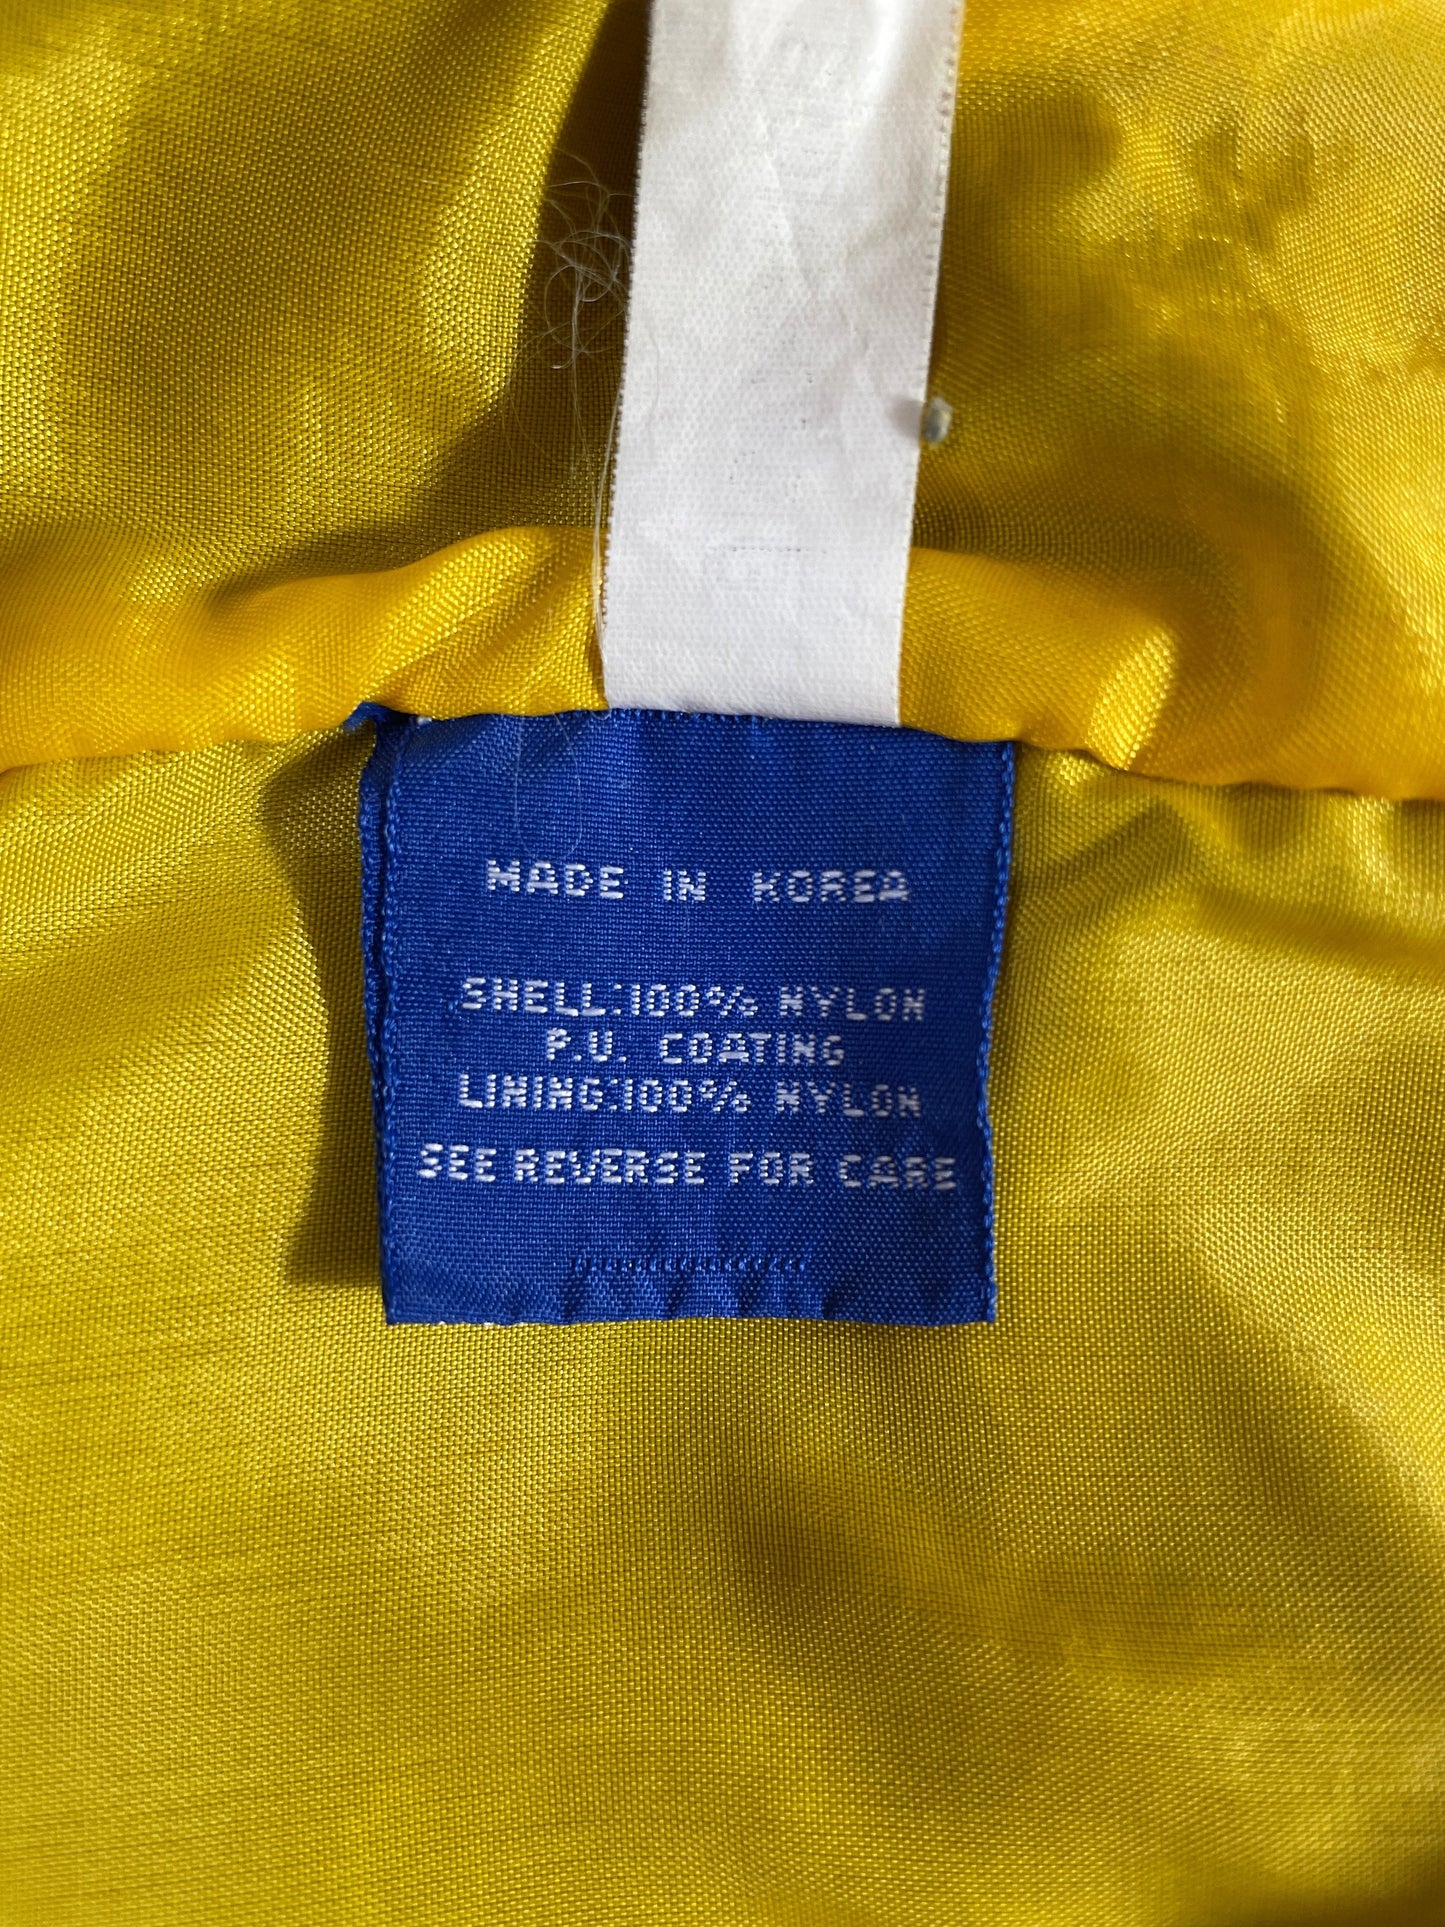 MADE IN KOREA
SHELL:100% NYLON
P.U. COATING
LINING:100% NYLON
SEE REVERSE FOR CARE